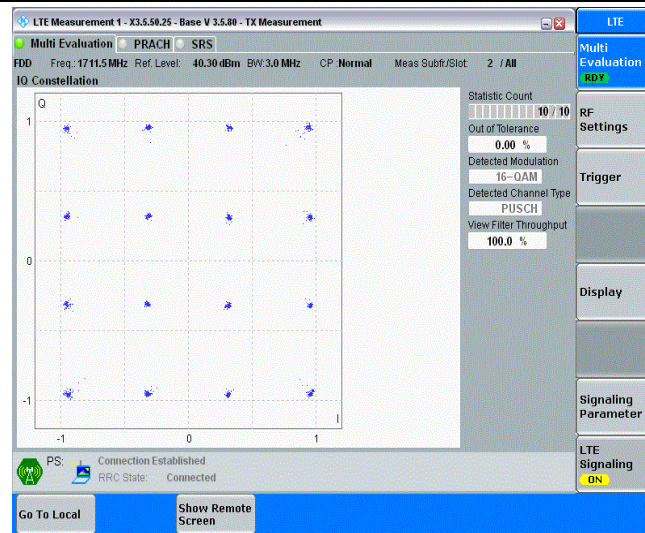 LTE Measurement 1 - X3.5.50.25 - Base V 3.5.80 - TX Measurement
LTE
Multi Evaluation PRACH SRS
FDD Freq.: 1711.5 MHz Ref. Level: 40.30 dBm BW: 3.0 MHz CP :Normal Meas Subfr/Slot: 2 / All
IQ Constellation
Q
1
0
-1
-1 0 1
I
Statistic Count
10 / 10
Out of Tolerance
0.00 %
Detected Modulation
16-QAM
Detected Channel Type
PUSCH
View Filter Throughput
100.0 %
Multi
Evaluation
RDY
RF
Settings
Trigger
Display
Signaling
Parameter
LTE
Signaling
ON
PS: Connection Established
RRC State: Connected
Go To Local
Show Remote
Screen